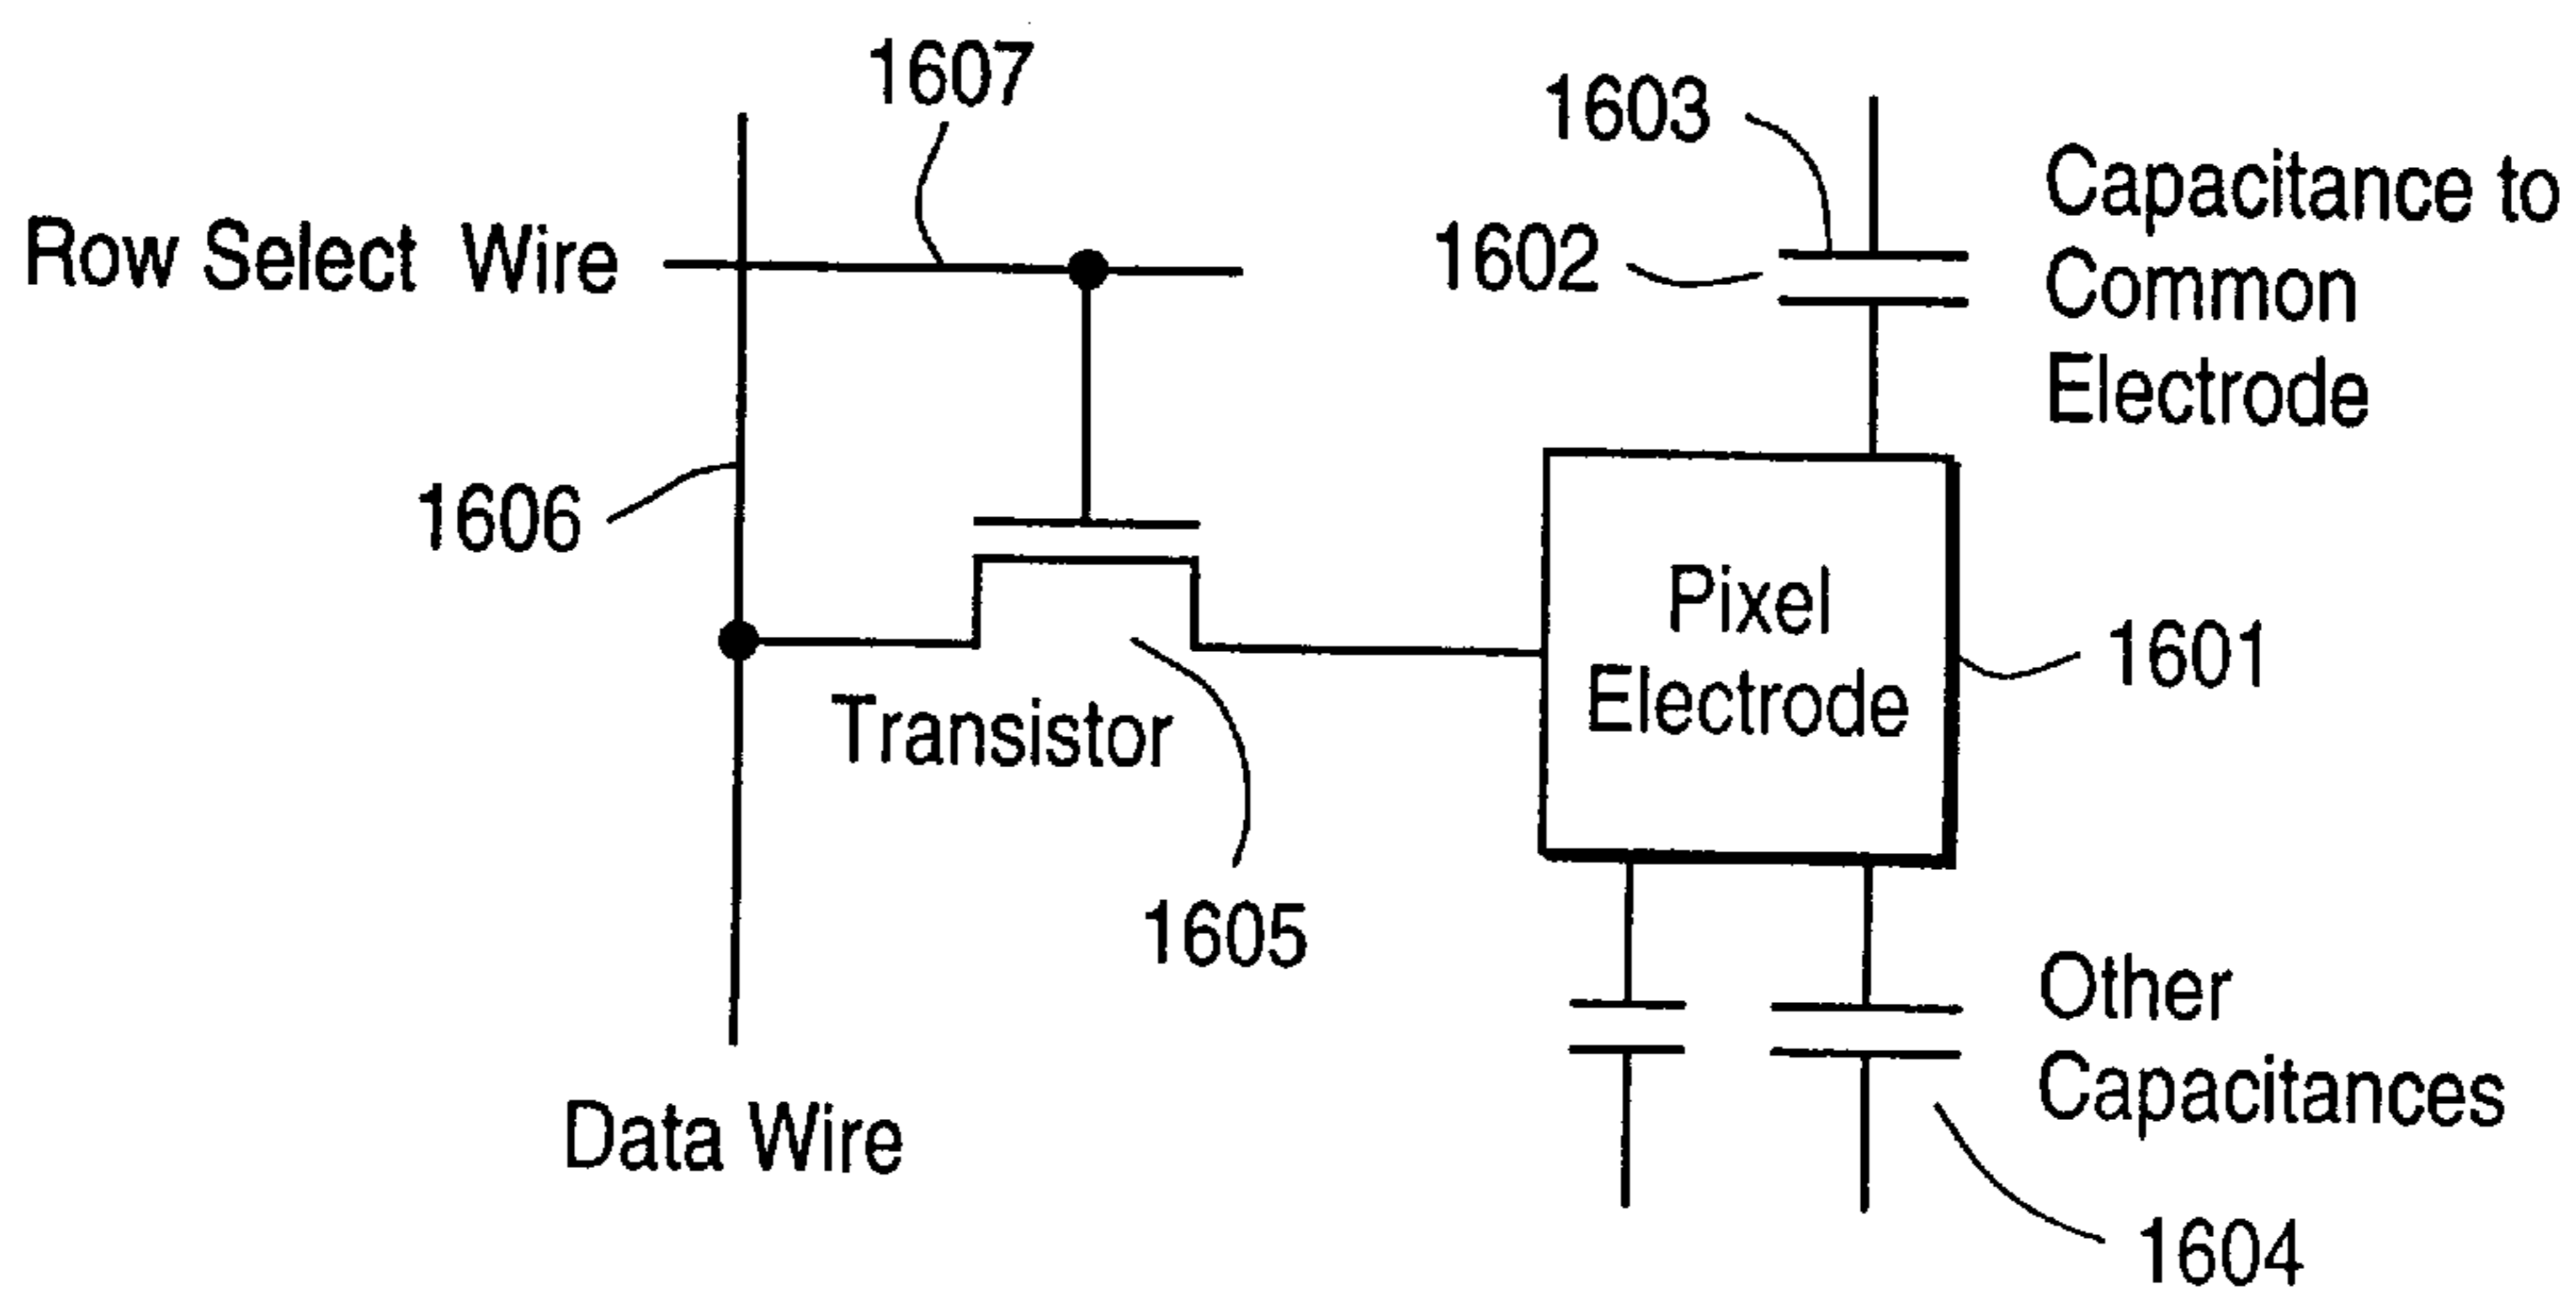 1607
1603
Capacitance to
Common
Electrode
1602
Row Select Wire
1606
Pixel
Electrode
1601
Transistor
1605
Other
Capacitances
Data Wire
1604